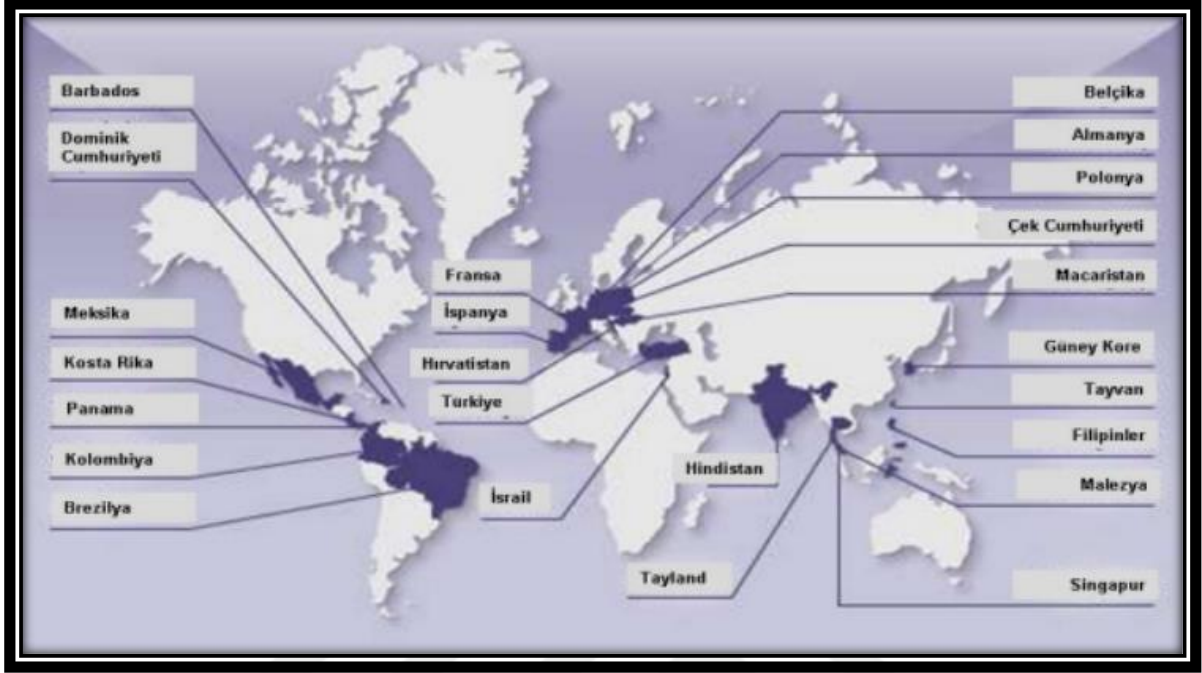 Barbados
Dominik
Cumhuriyeti
Meksika
Kosta Rika
Panama
Kolombiya
Brezilya
Fransa
İspanya
Hırvatistan
Türkiye
İsrail
Hindistan
Tayland
Belçika
Almanya
Polonya
Çek Cumhuriyeti
Macaristan
Güney Kore
Tayvan
Filipinler
Malezya
Singapur